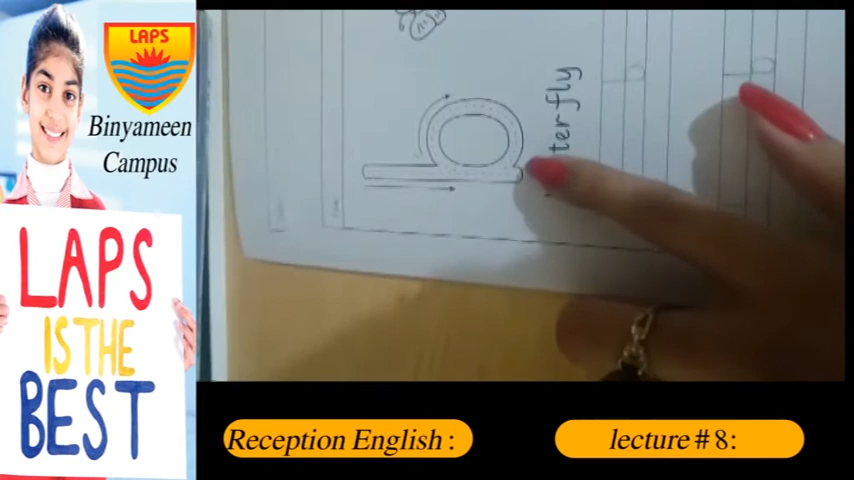 LAPS
Binyameen
Campus
LAPS
IS THE
BEST
terfly
b
b
Reception English :
lecture # 8: